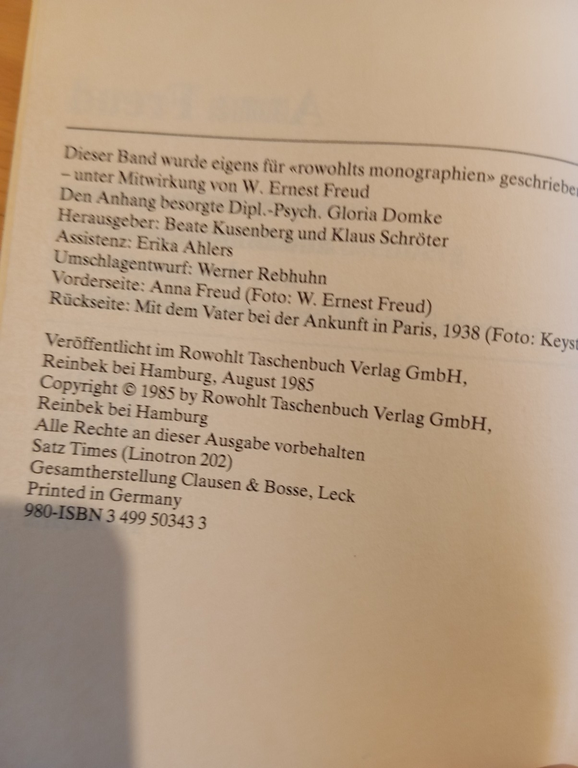 Dieser Band wurde eigens für «rowohlts monographien» geschrieben
– unter Mitwirkung von W. Ernest Freud
Den Anhang besorgte Dipl.-Psych. Gloria Domke
Herausgeber: Beate Kusenberg und Klaus Schröter
Assistenz: Erika Ahlers
Umschlagentwurf: Werner Rebhuhn
Vorderseite: Anna Freud (Foto: W. Ernest Freud)
Rückseite: Mit dem Vater bei der Ankunft in Paris, 1938 (Foto:
Veröffentlicht im Rowohlt Taschenbuch Verlag GmbH,
Reinbek bei Hamburg, August 1985
Copyright © 1985 by Rowohlt Taschenbuch Verlag GmbH,
Reinbek bei Hamburg
Alle Rechte an dieser Ausgabe vorbehalten
Satz Times (Linotron 202)
Gesamtherstellung Clausen & Bosse, Leck
Printed in Germany
980-ISBN 3 499 50343 3